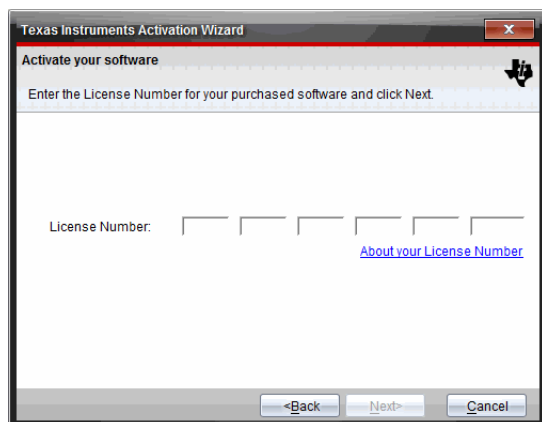 Texas Instruments Activation Wizard
x
Activate your software
Enter the License Number for your purchased software and click Next.
License Number:
About your License Number
<Back
Next>
Cancel